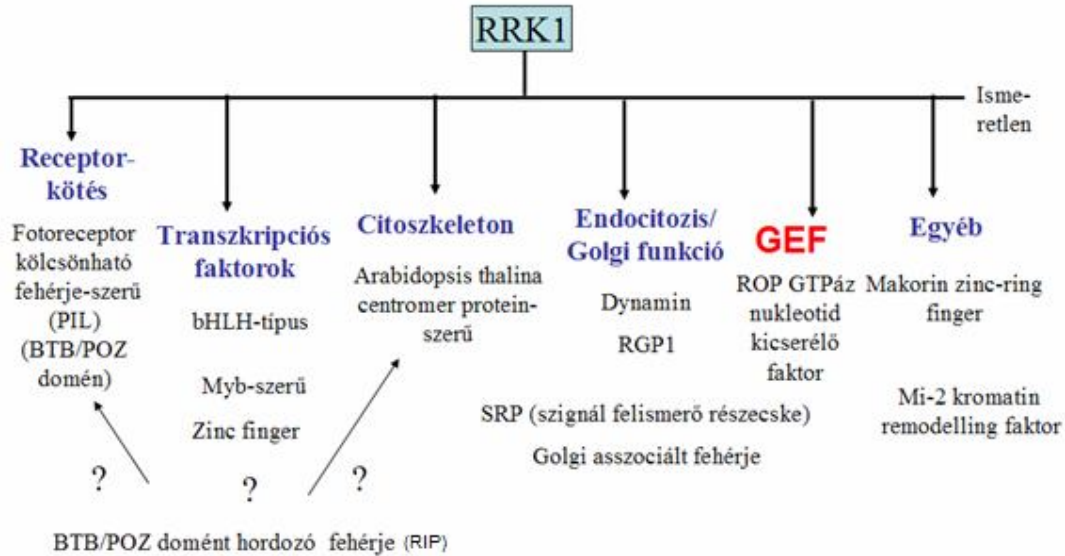 RRK1
Isme-
retlen
Receptor-
kötés
Fotoreceptor
kölcsönható
fehérje-szerű
(PIL)
(BTB/POZ
domén)
Transzkripciós
faktorok
bHLH-típus
Myb-szerű
Zinc finger
Citoszkeleton
Arabidopsis thalina
centromer protein-
szerű
Endocitozis/
Golgi funkció
Dynamin
RGP1
SRP (szignál felismerő részecske)
Golgi asszociált fehérje
GEF
ROP GTPáz
nukleotid
kicserélő
faktor
Egyéb
Makorin zinc-ring
finger
Mi-2 kromatin
remodelling faktor
? ? ?
BTB/POZ domént hordozó fehérje (RIP)